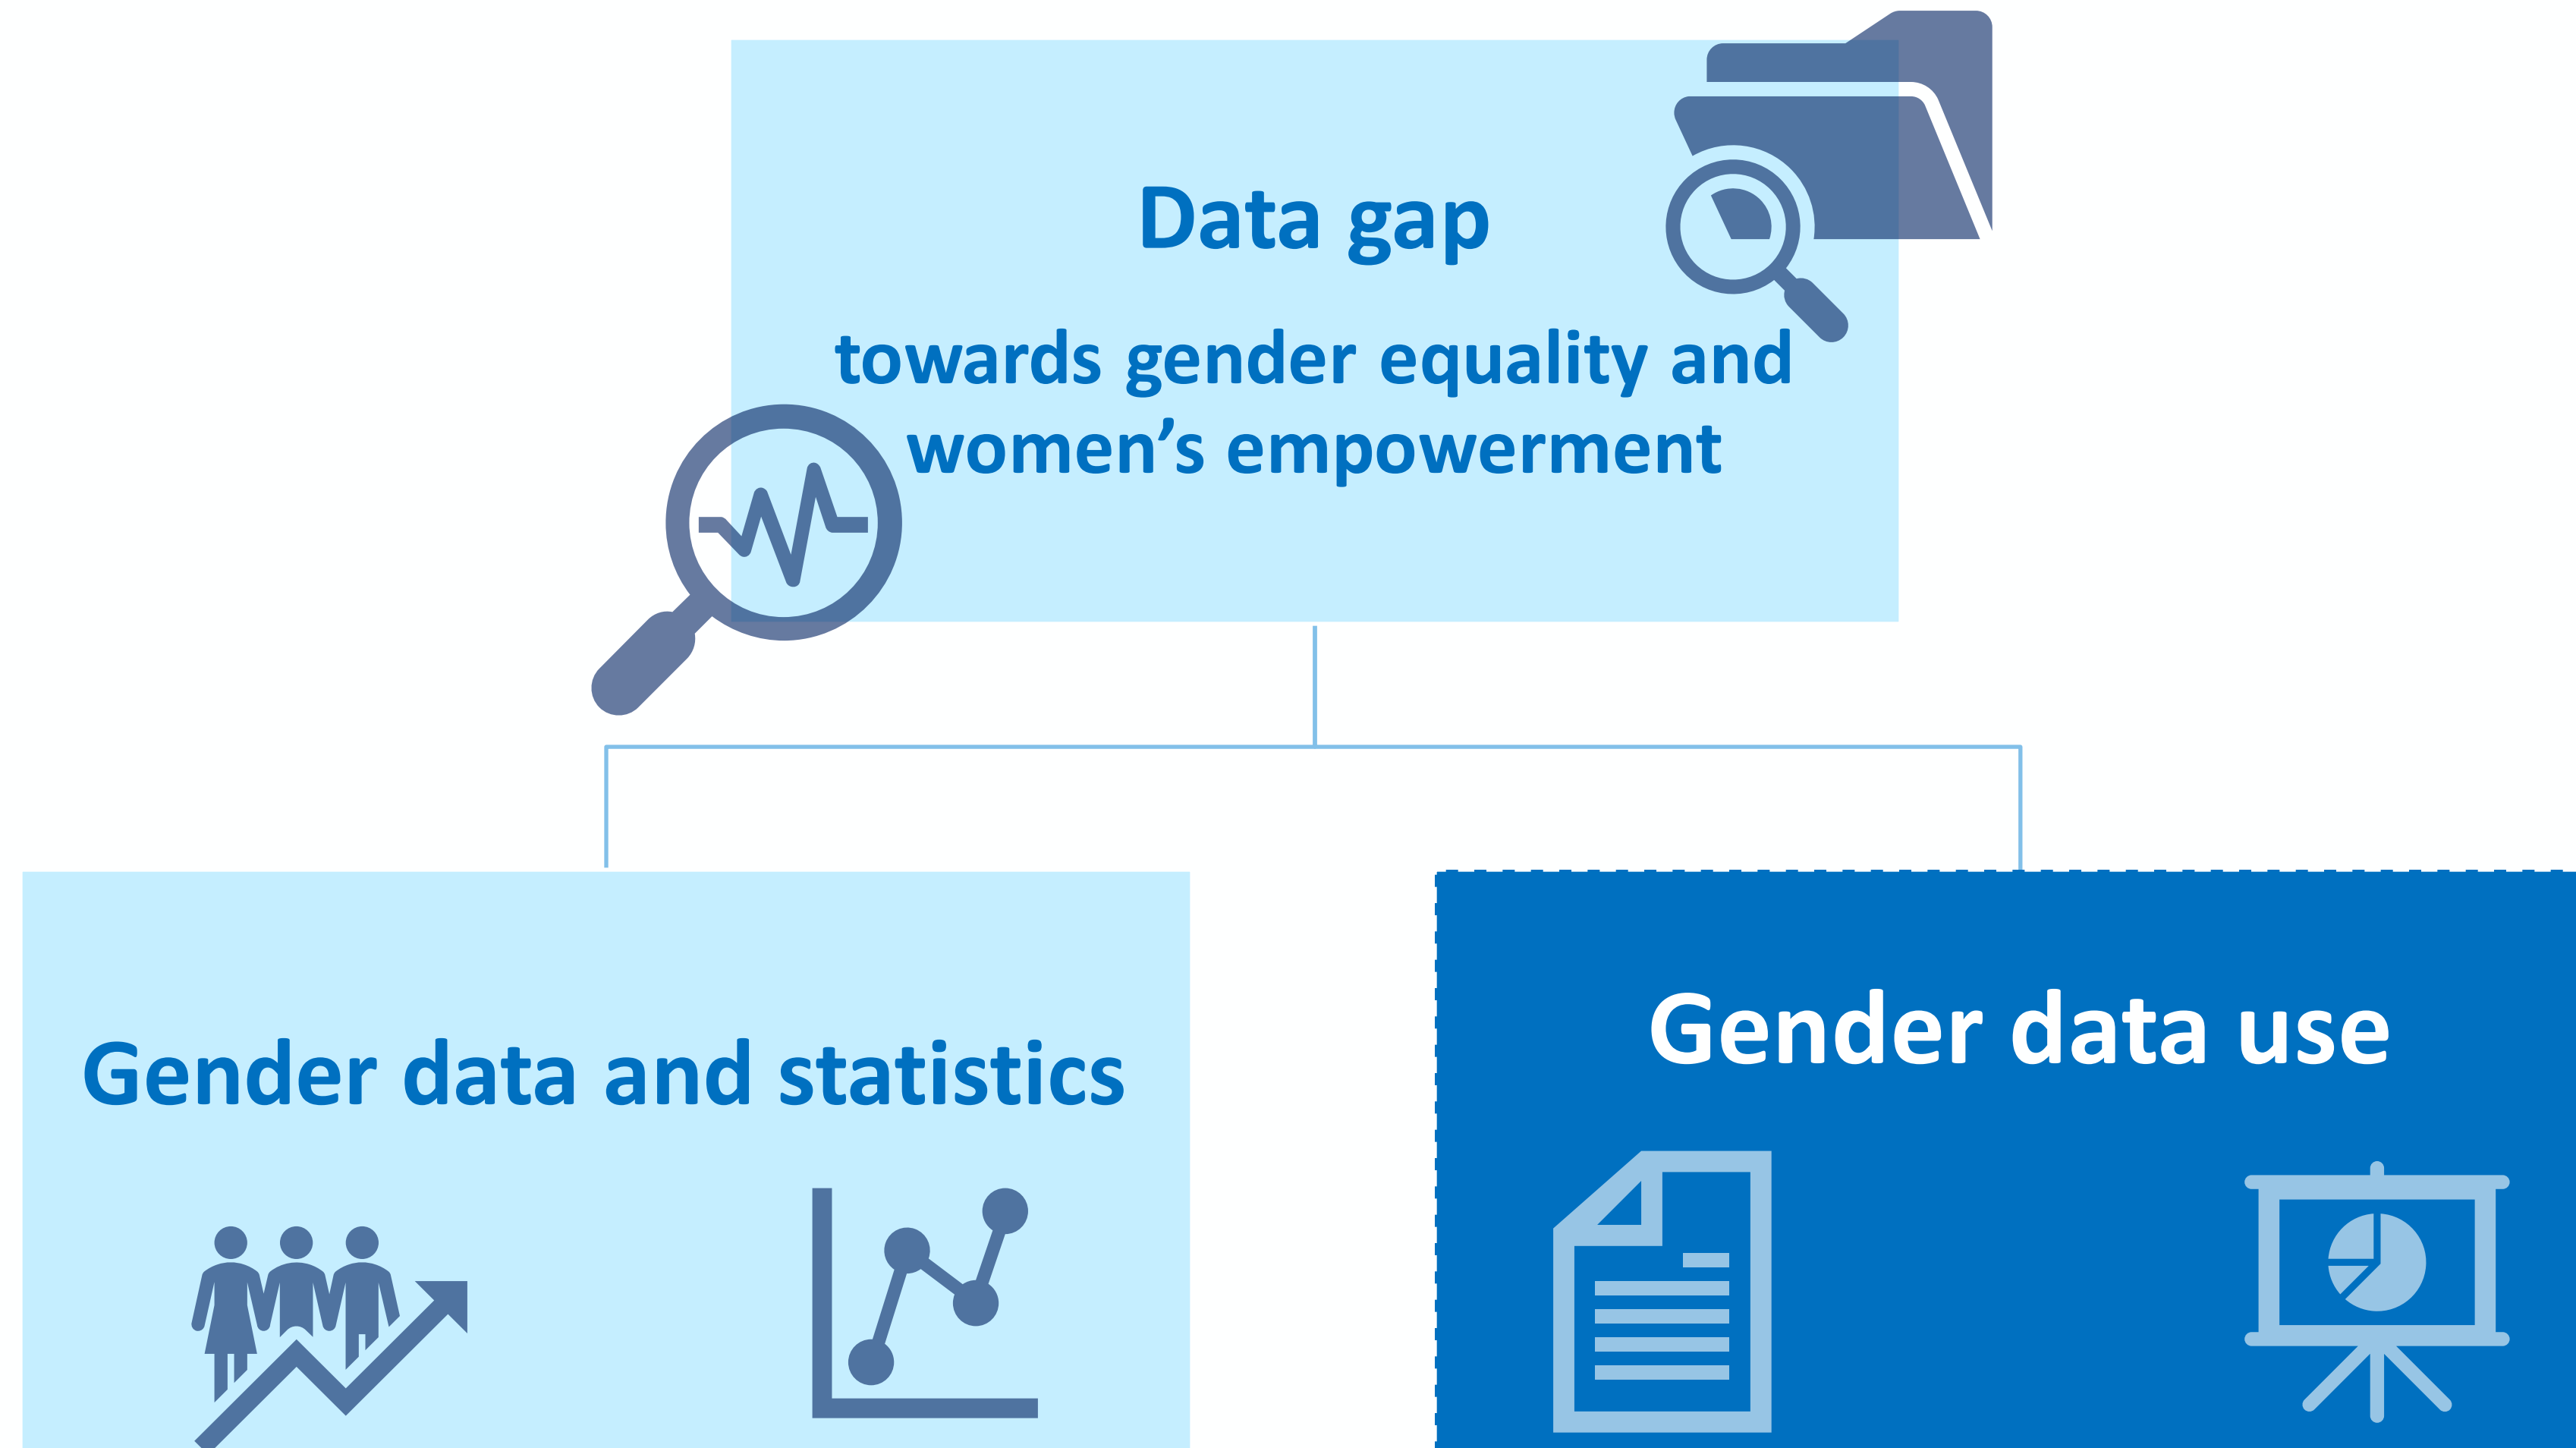 Data gap
towards gender equality and
women’s empowerment
Gender data and statistics
Gender data use